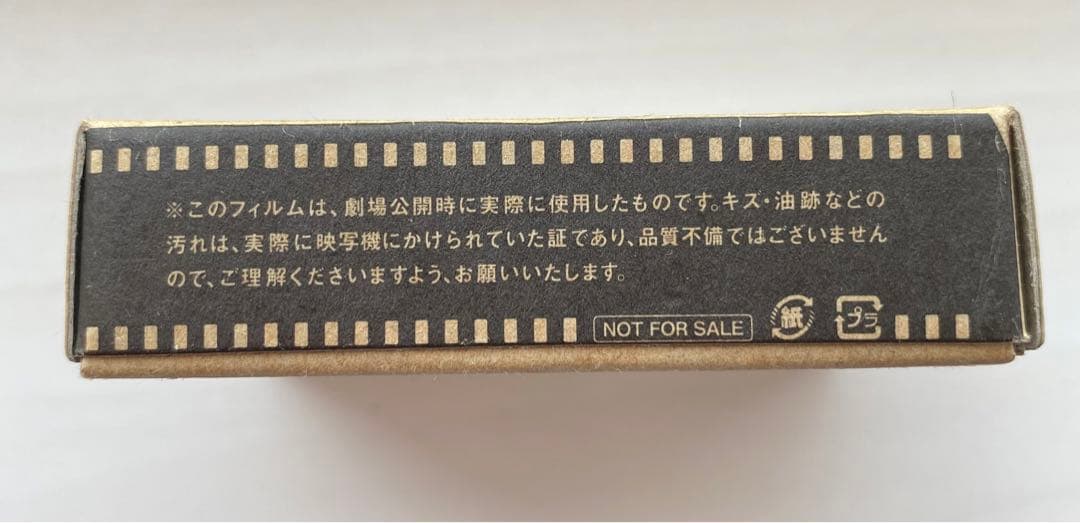 ※このフィルムは、劇場公開時に実際に使用したものです。キズ・油跡などの
汚れは、実際に映写機にかけられていた証であり、品質不備ではございません
ので、ご理解くださいますよう、お願いいたします。
NOT FOR SALE
紙
プラ